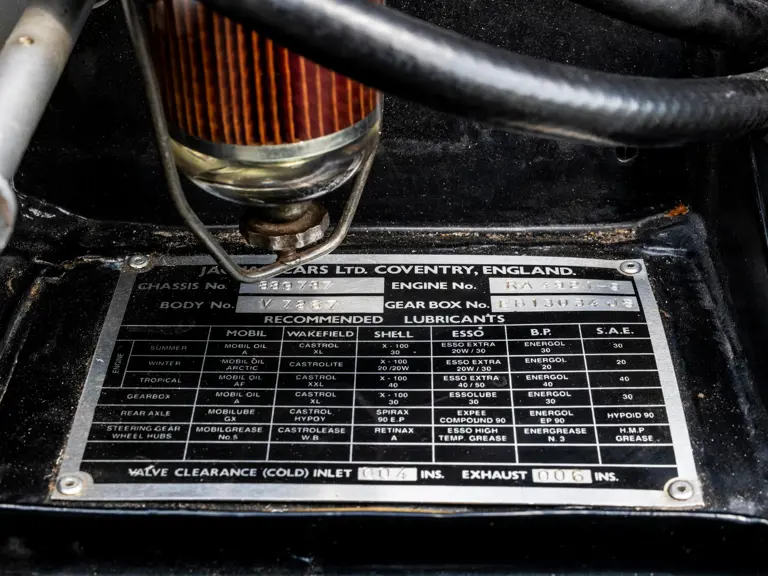 CARS LTD. COVENTRY, ENGLAND.
CHASSIS No. ENGINE No.
BODY No. V 7267 GEAR BOX No.
RECOMMENDED LUBRICANTS
MOBIL WAKEFIELD SHELL ESSO B.P. S.A.E.
ENGINE
SUMMER MOBIL OIL A CASTROL XL X-100 30 ESSO EXTRA 20W/30 ENERGOL 30 30
WINTER MOBIL OIL ARCTIC CASTROLITE X-100 20/20W ESSO EXTRA 20W/30 ENERGOL 20 20
TROPICAL MOBIL OIL AF CASTROL XXL X-100 40 ESSO EXTRA 40/50 ENERGOL 40 40
GEARBOX MOBIL OIL A CASTROL XL X-100 30 ESSOLUBE 30 ENERGOL 30 30
REAR AXLE MOBILUBE GX CASTROL HYPOY SPIRAX 90 E.P EXPEE COMPOUND 90 ENERGOL EP 90 HYPOID 90
STEERING GEAR WHEEL HUBS MOBILGREASE No.5 CASTROLEASE W.B. RETINAX A ESSO HIGH TEMP. GREASE ENERGREASE N. 3 H.M.P GREASE
VALVE CLEARANCE (COLD) INLET 004 INS. EXHAUST 006 INS.